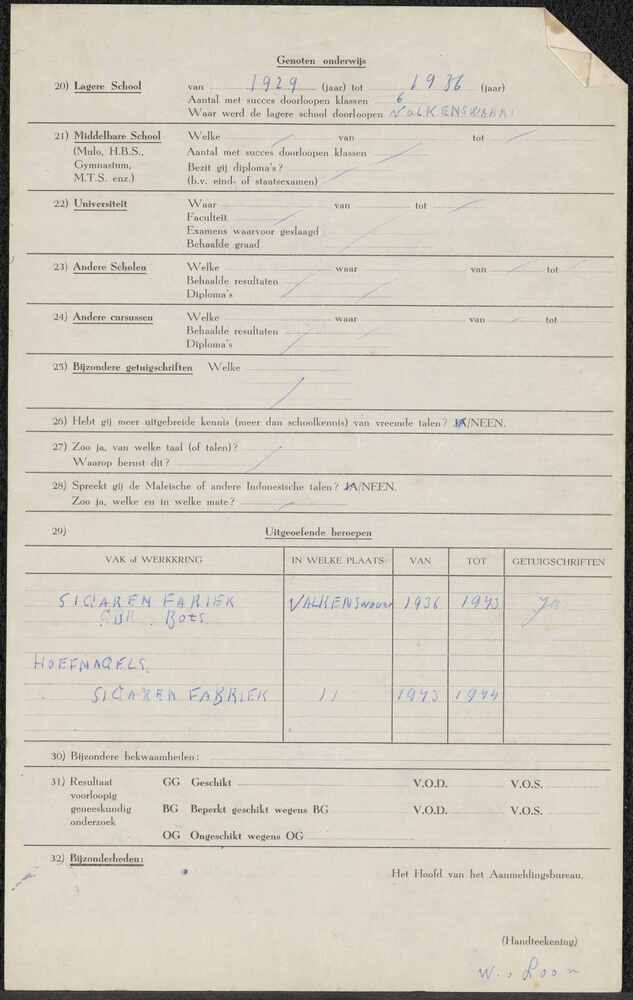 Genoten onderwijs
20) Lagere School van 1929 (jaar) tot 1936 (jaar)
Aantal met succes doorloopen klassen 6
Waar werd de lagere school doorloopen VALKENSWAARD
21) Middelbare School Welke van tot
(Mulo, H.B.S., Aantal met succes doorloopen klassen
Gymnasium, Bezit gij diploma's?
M.T.S. enz.) (b.v. eind- of staatsexamen)
22) Universiteit Waar van tot
Faculteit
Examens waarvoor geslaagd
Behaalde graad
23) Andere Scholen Welke waar van tot
Behaalde resultaten
Diploma's
24) Andere cursussen Welke waar van tot
Behaalde resultaten
Diploma's
25) Bijzondere getuigschriften Welke
26) Hebt gij meer uitgebreide kennis (meer dan schoolkennis) van vreemde talen? JA/NEEN.
27) Zoo ja, van welke taal (of talen)?
Waarop berust dit?
28) Spreekt gij de Maleische of andere Indonesische talen? JA/NEEN.
Zoo ja, welke en in welke mate?
29) Uitgeoefende beroepen
VAK of WERKKRING IN WELKE PLAATS VAN TOT GETUIGSCHRIFTEN
SIGAREN FABIEK VALKENSWAARD 1936 1943 Ja
Bots
HOEFNAGELS
SIGAREN FABRIEK 11 1943 1944
30) Bijzondere bekwaamheden:
31) Resultaat GG Geschikt V.O.D. V.O.S.
voorloopig
geneeskundig BG Beperkt geschikt wegens BG V.O.D. V.O.S.
onderzoek
OG Ongeschikt wegens OG
32) Bijzonderheden:
Het Hoofd van het Aanmeldingsbureau,
(Handteekening)
W. v Loon